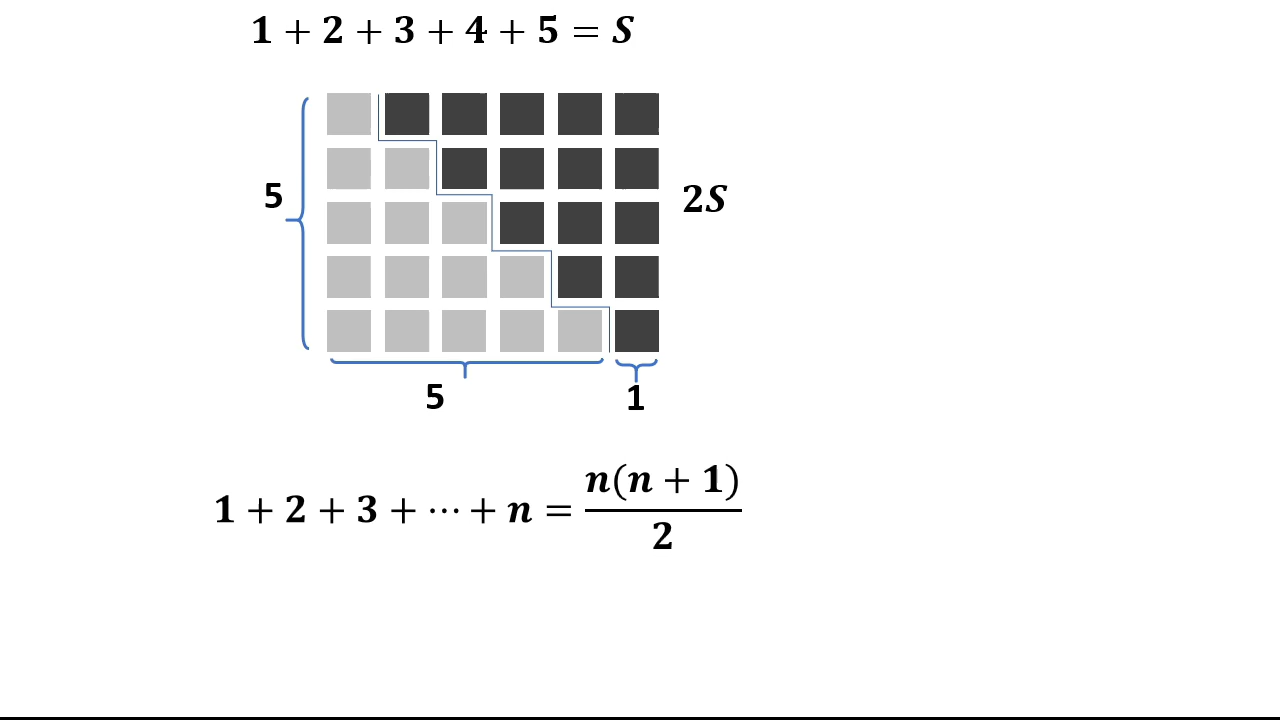 1 + 2 + 3 + 4 + 5 = S
5
2S
5
1
1 + 2 + 3 + ⋯ + n = n(n + 1)/2